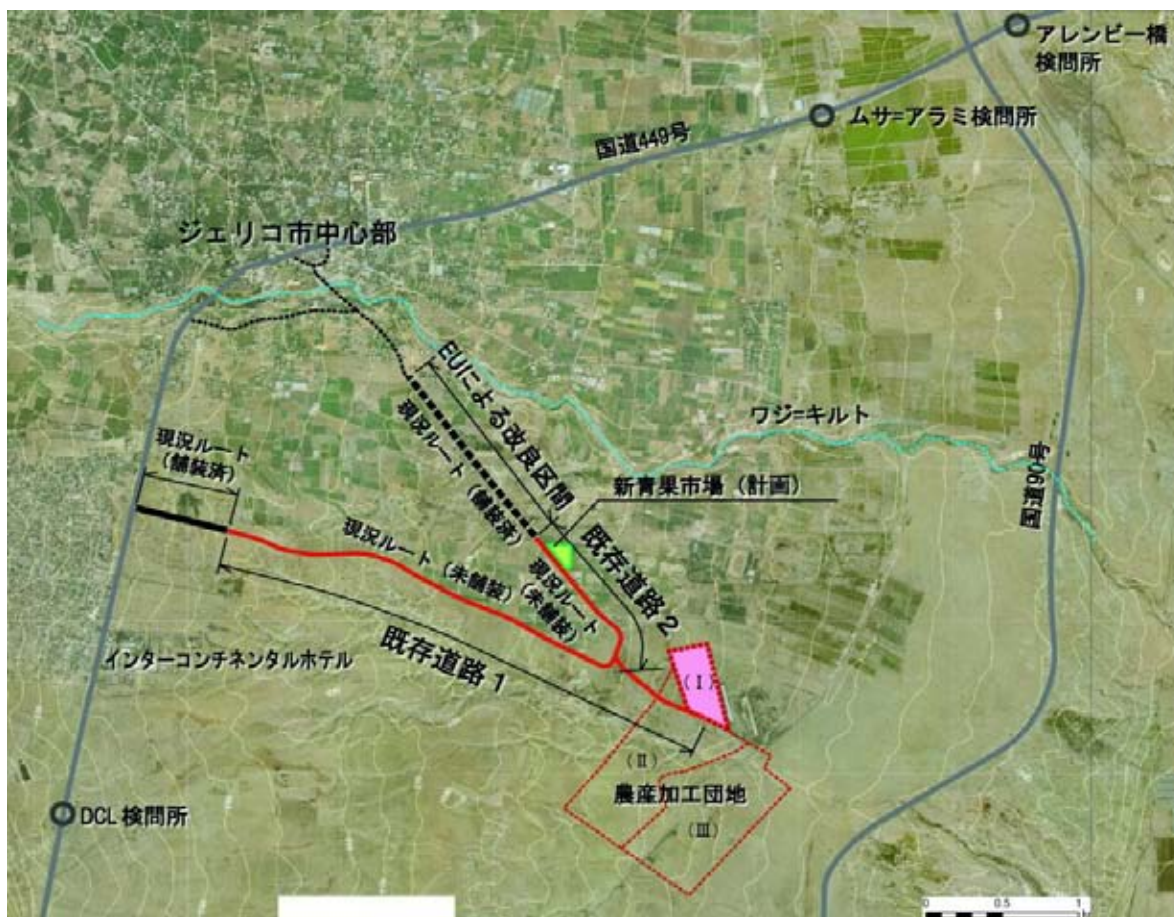 アレンビー橋
検問所
ムサ=アラミ検問所
国道449号
ジェリコ市中心部
EUによる改良区間
現況ルート（舗装済）
ワジ=キルト
国道90号
現況ルート
（舗装済）
新青果市場（計画）
既存道路2
現況ルート（未舗装）
現況ルート
（未舗装）
既存道路1
インターコンチネンタルホテル
（Ⅰ）
（Ⅱ）
農産加工団地
（Ⅲ）
DCL検問所
0 0.5 1